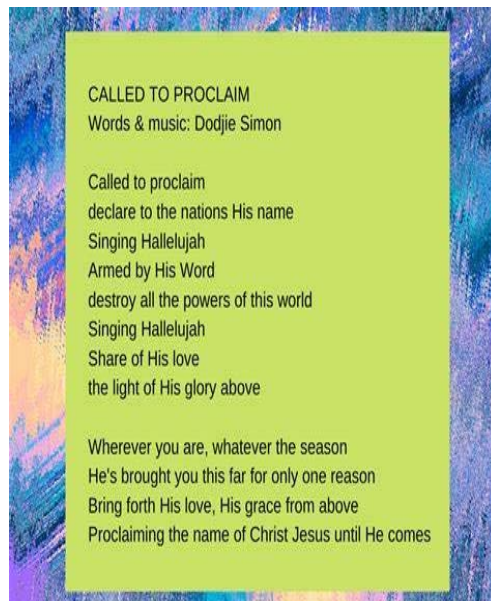 CALLED TO PROCLAIM
Words & music: Dodjie Simon
Called to proclaim
declare to the nations His name
Singing Hallelujah
Armed by His Word
destroy all the powers of this world
Singing Hallelujah
Share of His love
the light of His glory above
Wherever you are, whatever the season
He's brought you this far for only one reason
Bring forth His love, His grace from above
Proclaiming the name of Christ Jesus until He comes